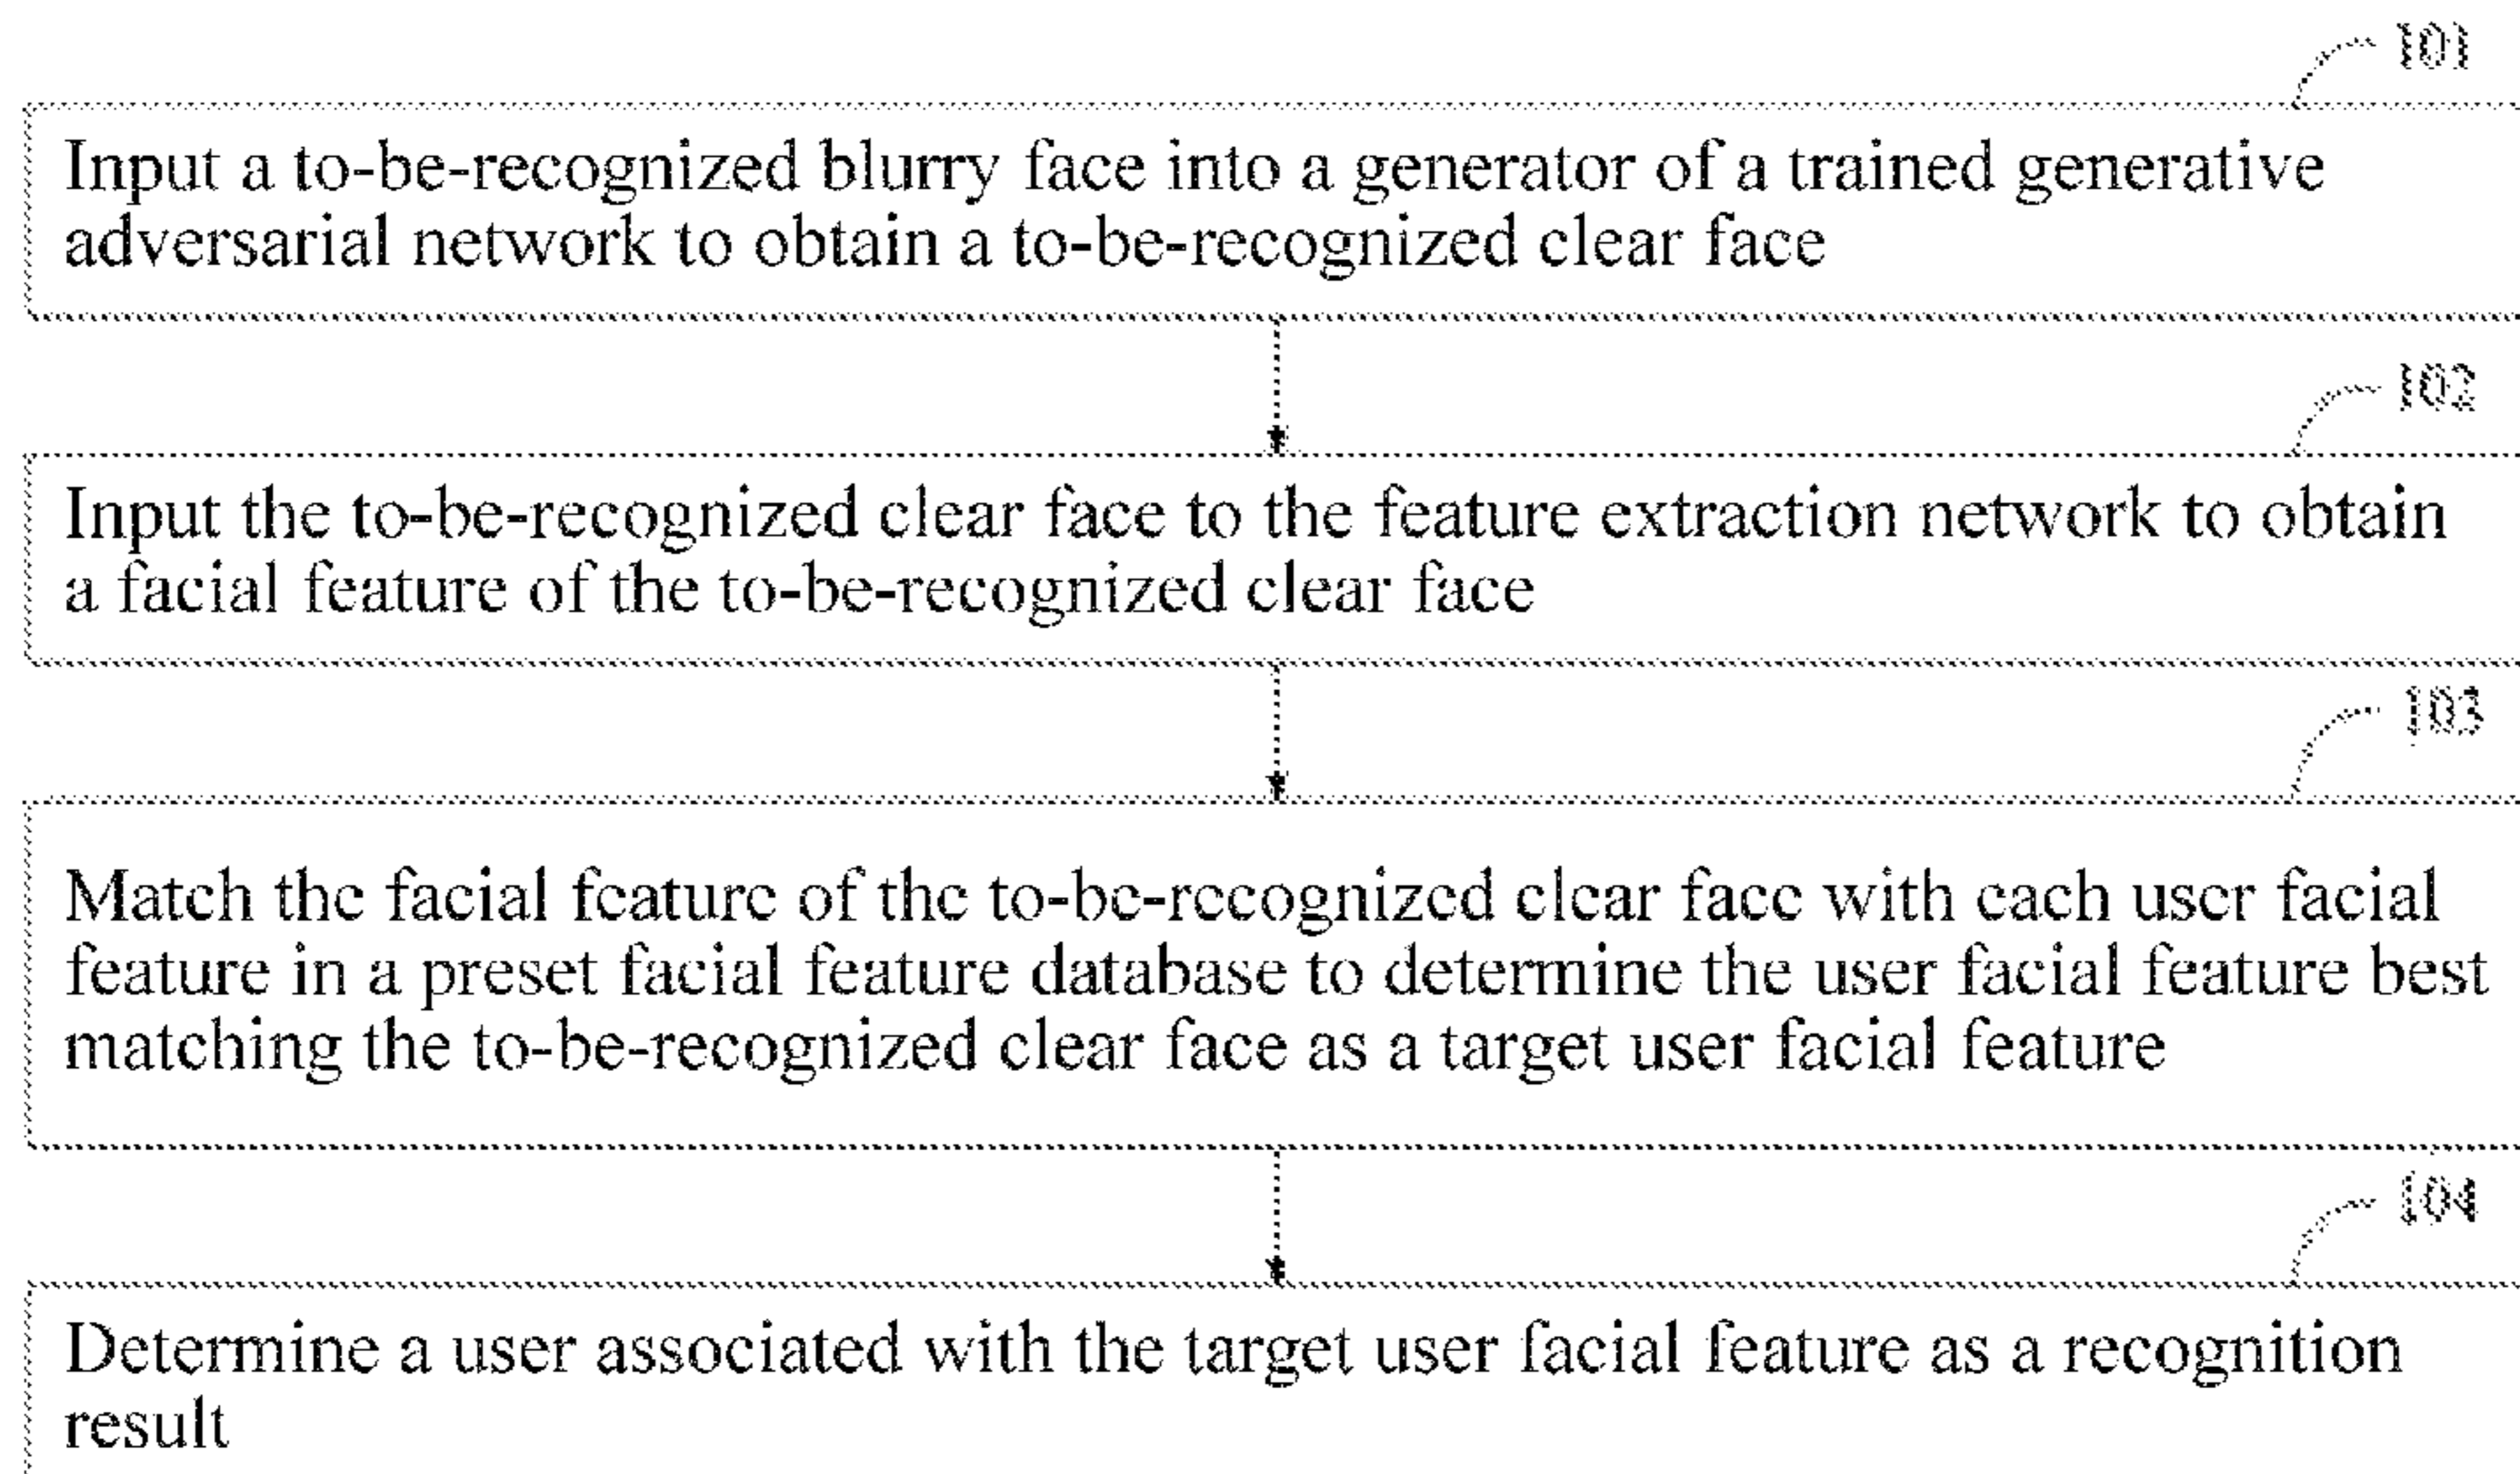 101
Input a to-be-recognized blurry face into a generator of a trained generative
adversarial network to obtain a to-be-recognized clear face
102
Input the to-be-recognized clear face to the feature extraction network to obtain
a facial feature of the to-be-recognized clear face
103
Match the facial feature of the to-be-recognized clear face with each user facial
feature in a preset facial feature database to determine the user facial feature best
matching the to-be-recognized clear face as a target user facial feature
104
Determine a user associated with the target user facial feature as a recognition
result